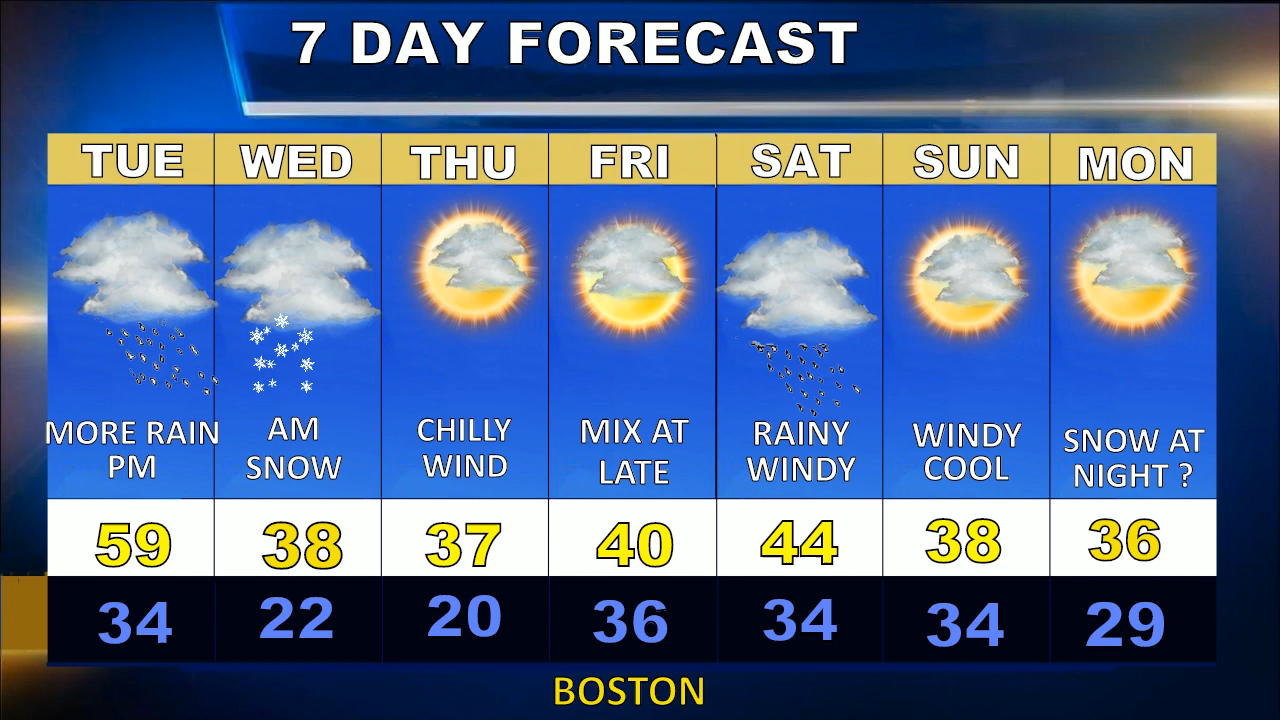 7 DAY FORECAST
TUE WED THU FRI SAT SUN MON
MORE RAIN
PM
AM
SNOW
CHILLY
WIND
MIX AT
LATE
RAINY
WINDY
WINDY
COOL
SNOW AT
NIGHT ?
59 38 37 40 44 38 36
34 22 20 36 34 34 29
BOSTON